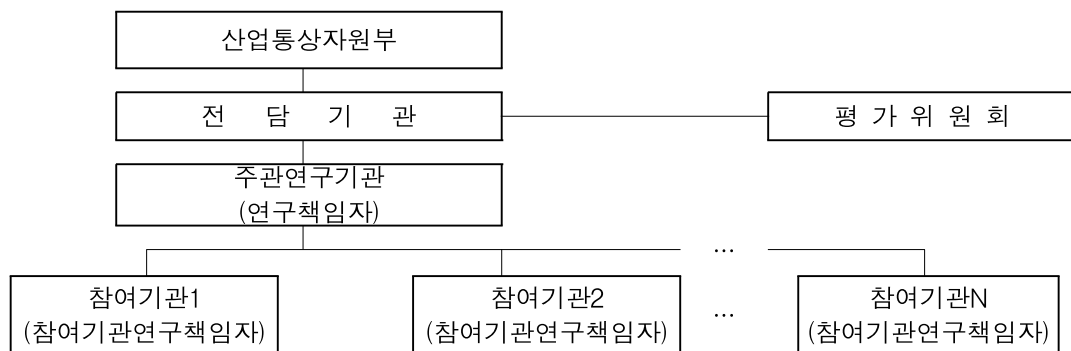 산업통상자원부
전 담 기 관
평 가 위 원 회
주관연구기관
(연구책임자)
...
참여기관1
(참여기관연구책임자)
참여기관2
(참여기관연구책임자)
...
참여기관N
(참여기관연구책임자)